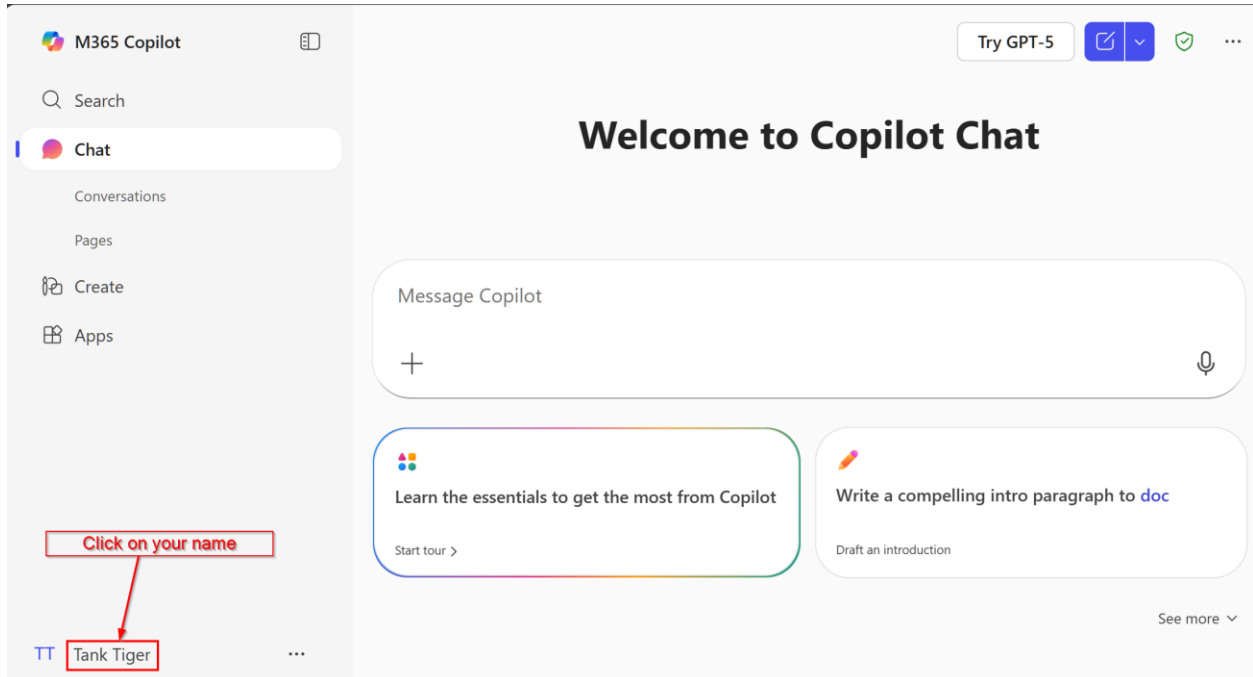 M365 Copilot
Search
Chat
Conversations
Pages
Create
Apps
Click on your name
TT Tank Tiger
Try GPT-5
Welcome to Copilot Chat
Message Copilot
Learn the essentials to get the most from Copilot
Start tour
Write a compelling intro paragraph to doc
Draft an introduction
See more